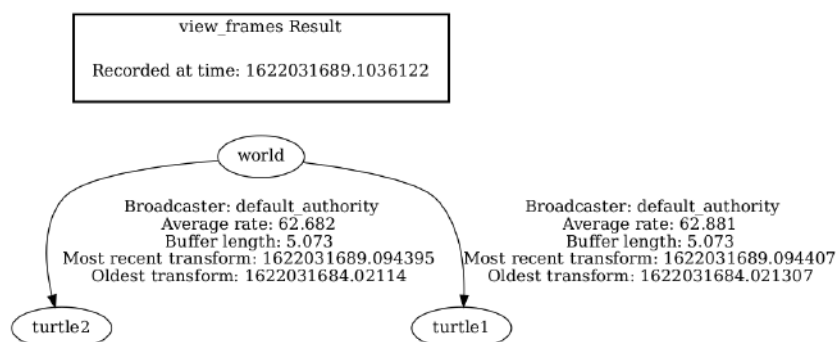 view_frames Result
Recorded at time: 1622031689.1036122
world
Broadcaster: default_authority
Average rate: 62.682
Buffer length: 5.073
Most recent transform: 1622031689.094395
Oldest transform: 1622031684.02114
Broadcaster: default_authority
Average rate: 62.881
Buffer length: 5.073
Most recent transform: 1622031689.094407
Oldest transform: 1622031684.021307
turtle2
turtle1